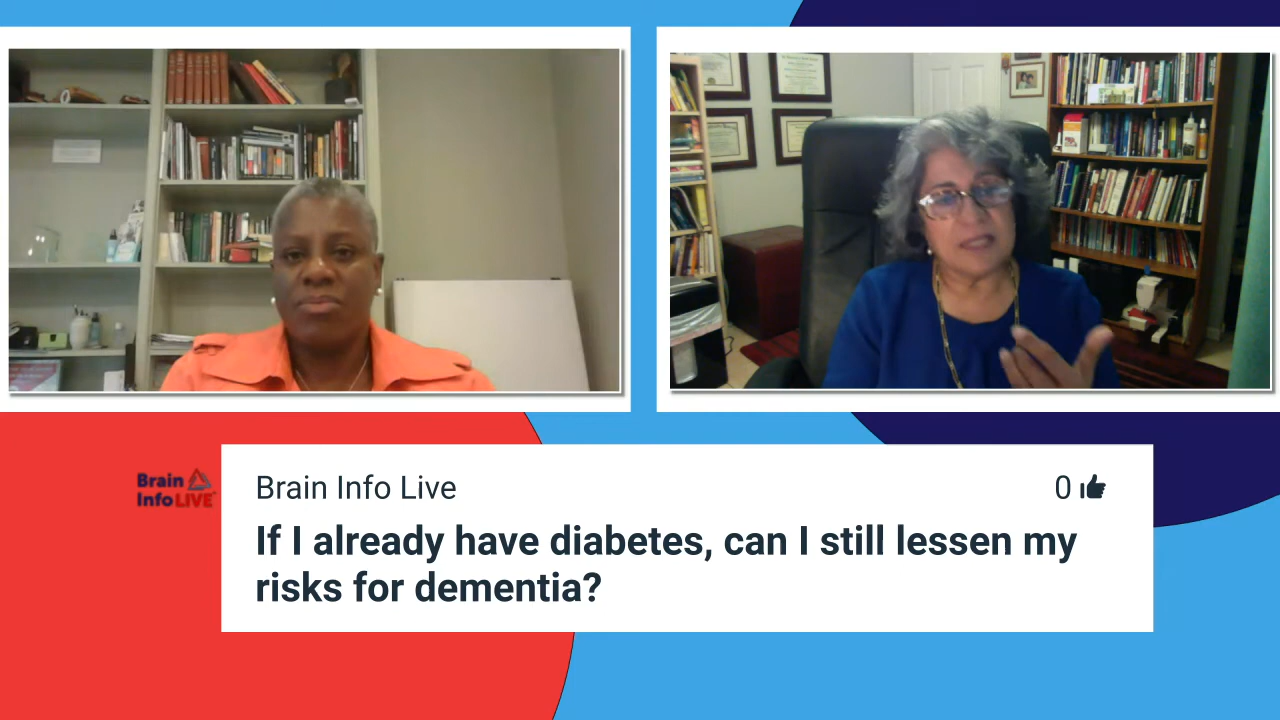 Brain
Info LIVE
Brain Info Live
0
If I already have diabetes, can I still lessen my
risks for dementia?